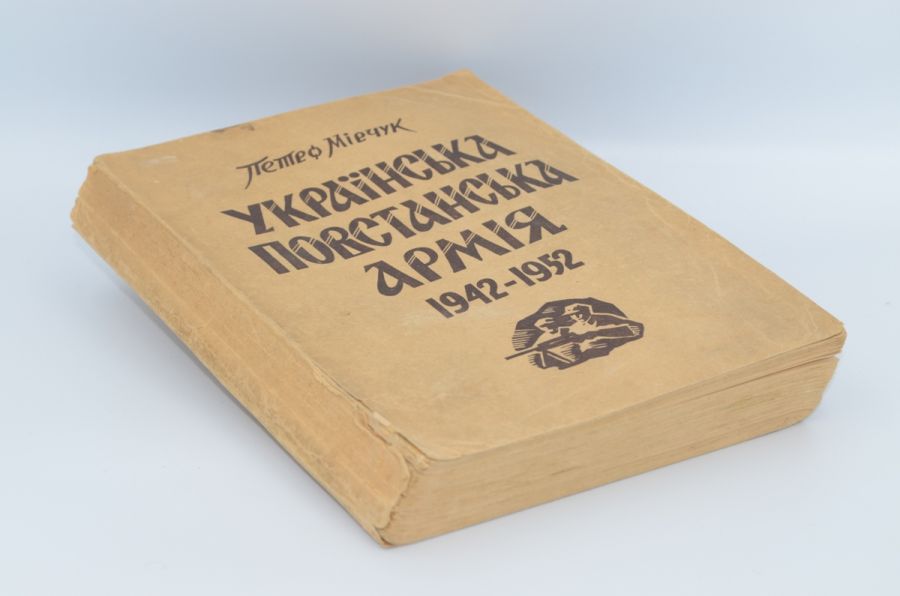 Петро Мірчук
УКРАЇНСЬКА
ПОВСТАНСЬКА
АРМІЯ
1942-1952